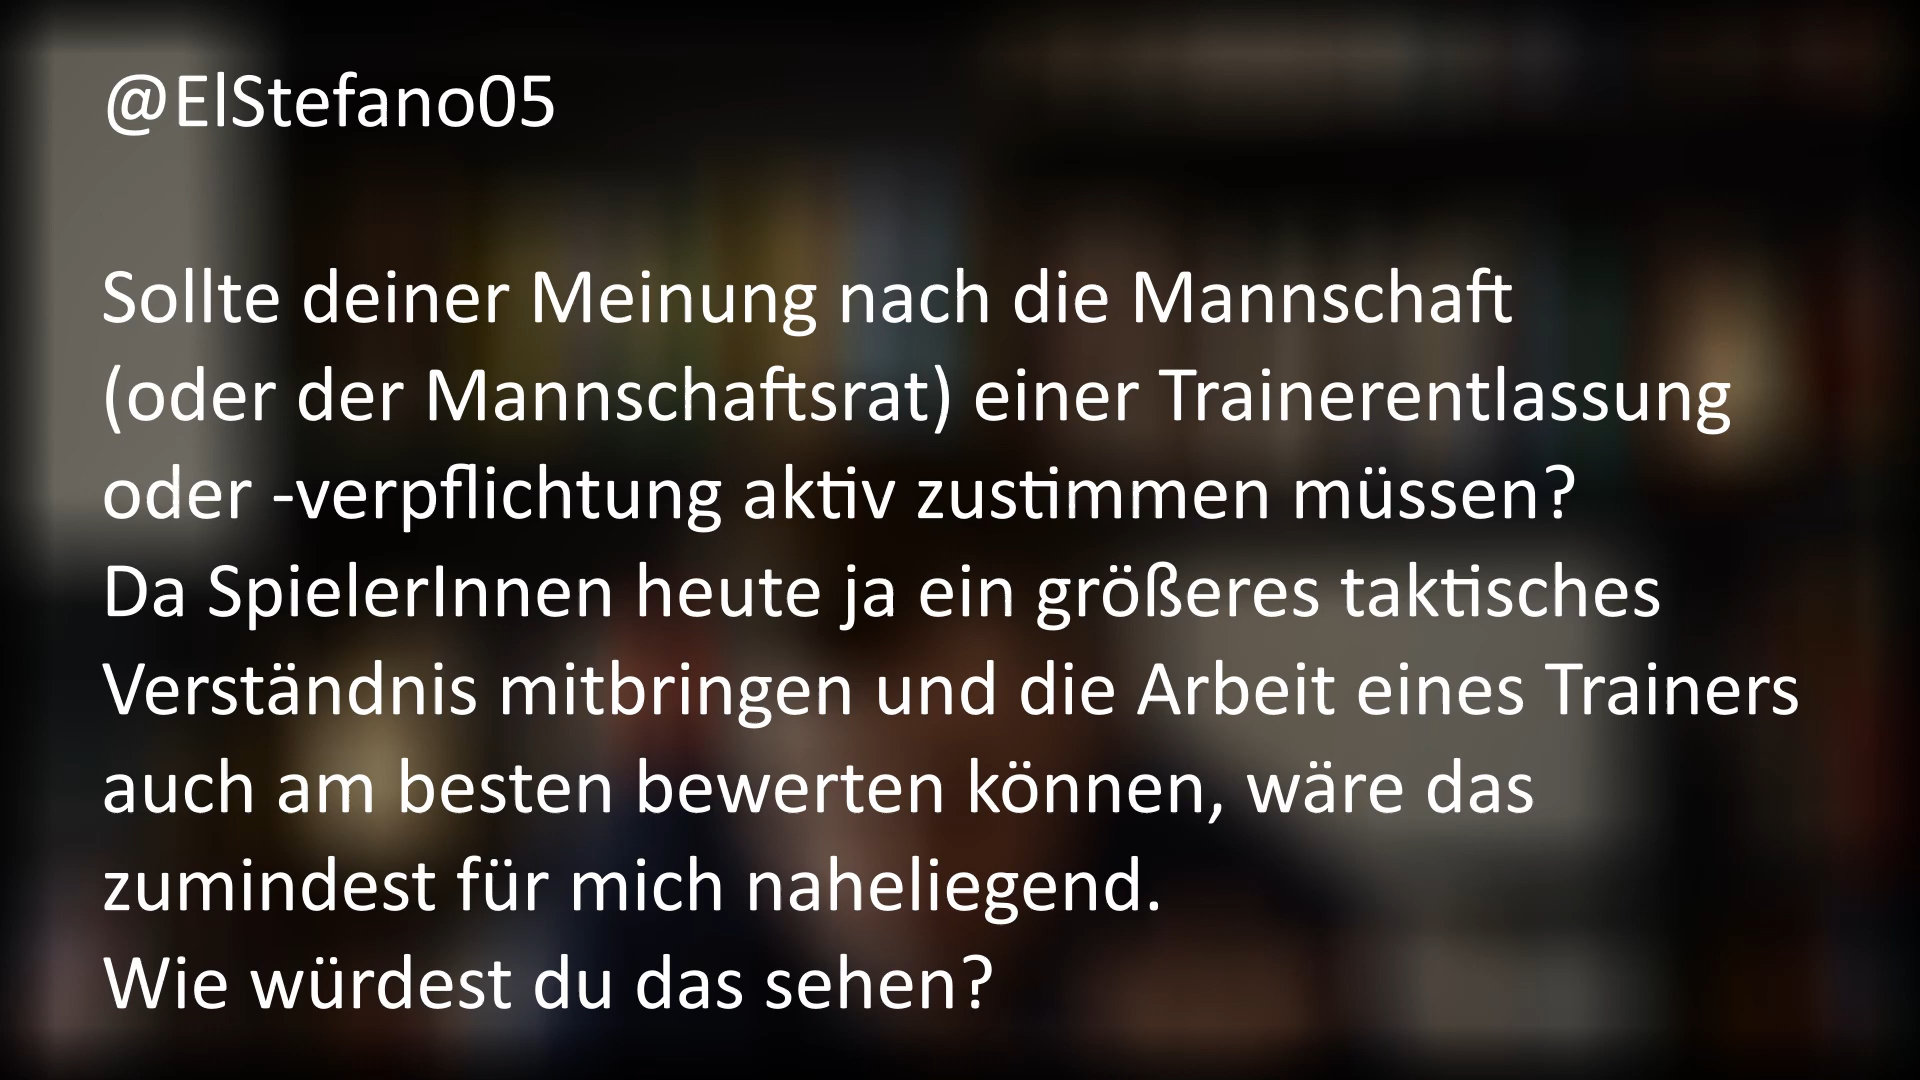 @ElStefano05
Sollte deiner Meinung nach die Mannschaft
(oder der Mannschaftsrat) einer Trainerentlassung
oder -verpflichtung aktiv zustimmen müssen?
Da SpielerInnen heute ja ein größeres taktisches
Verständnis mitbringen und die Arbeit eines Trainers
auch am besten bewerten können, wäre das
zumindest für mich naheliegend.
Wie würdest du das sehen?